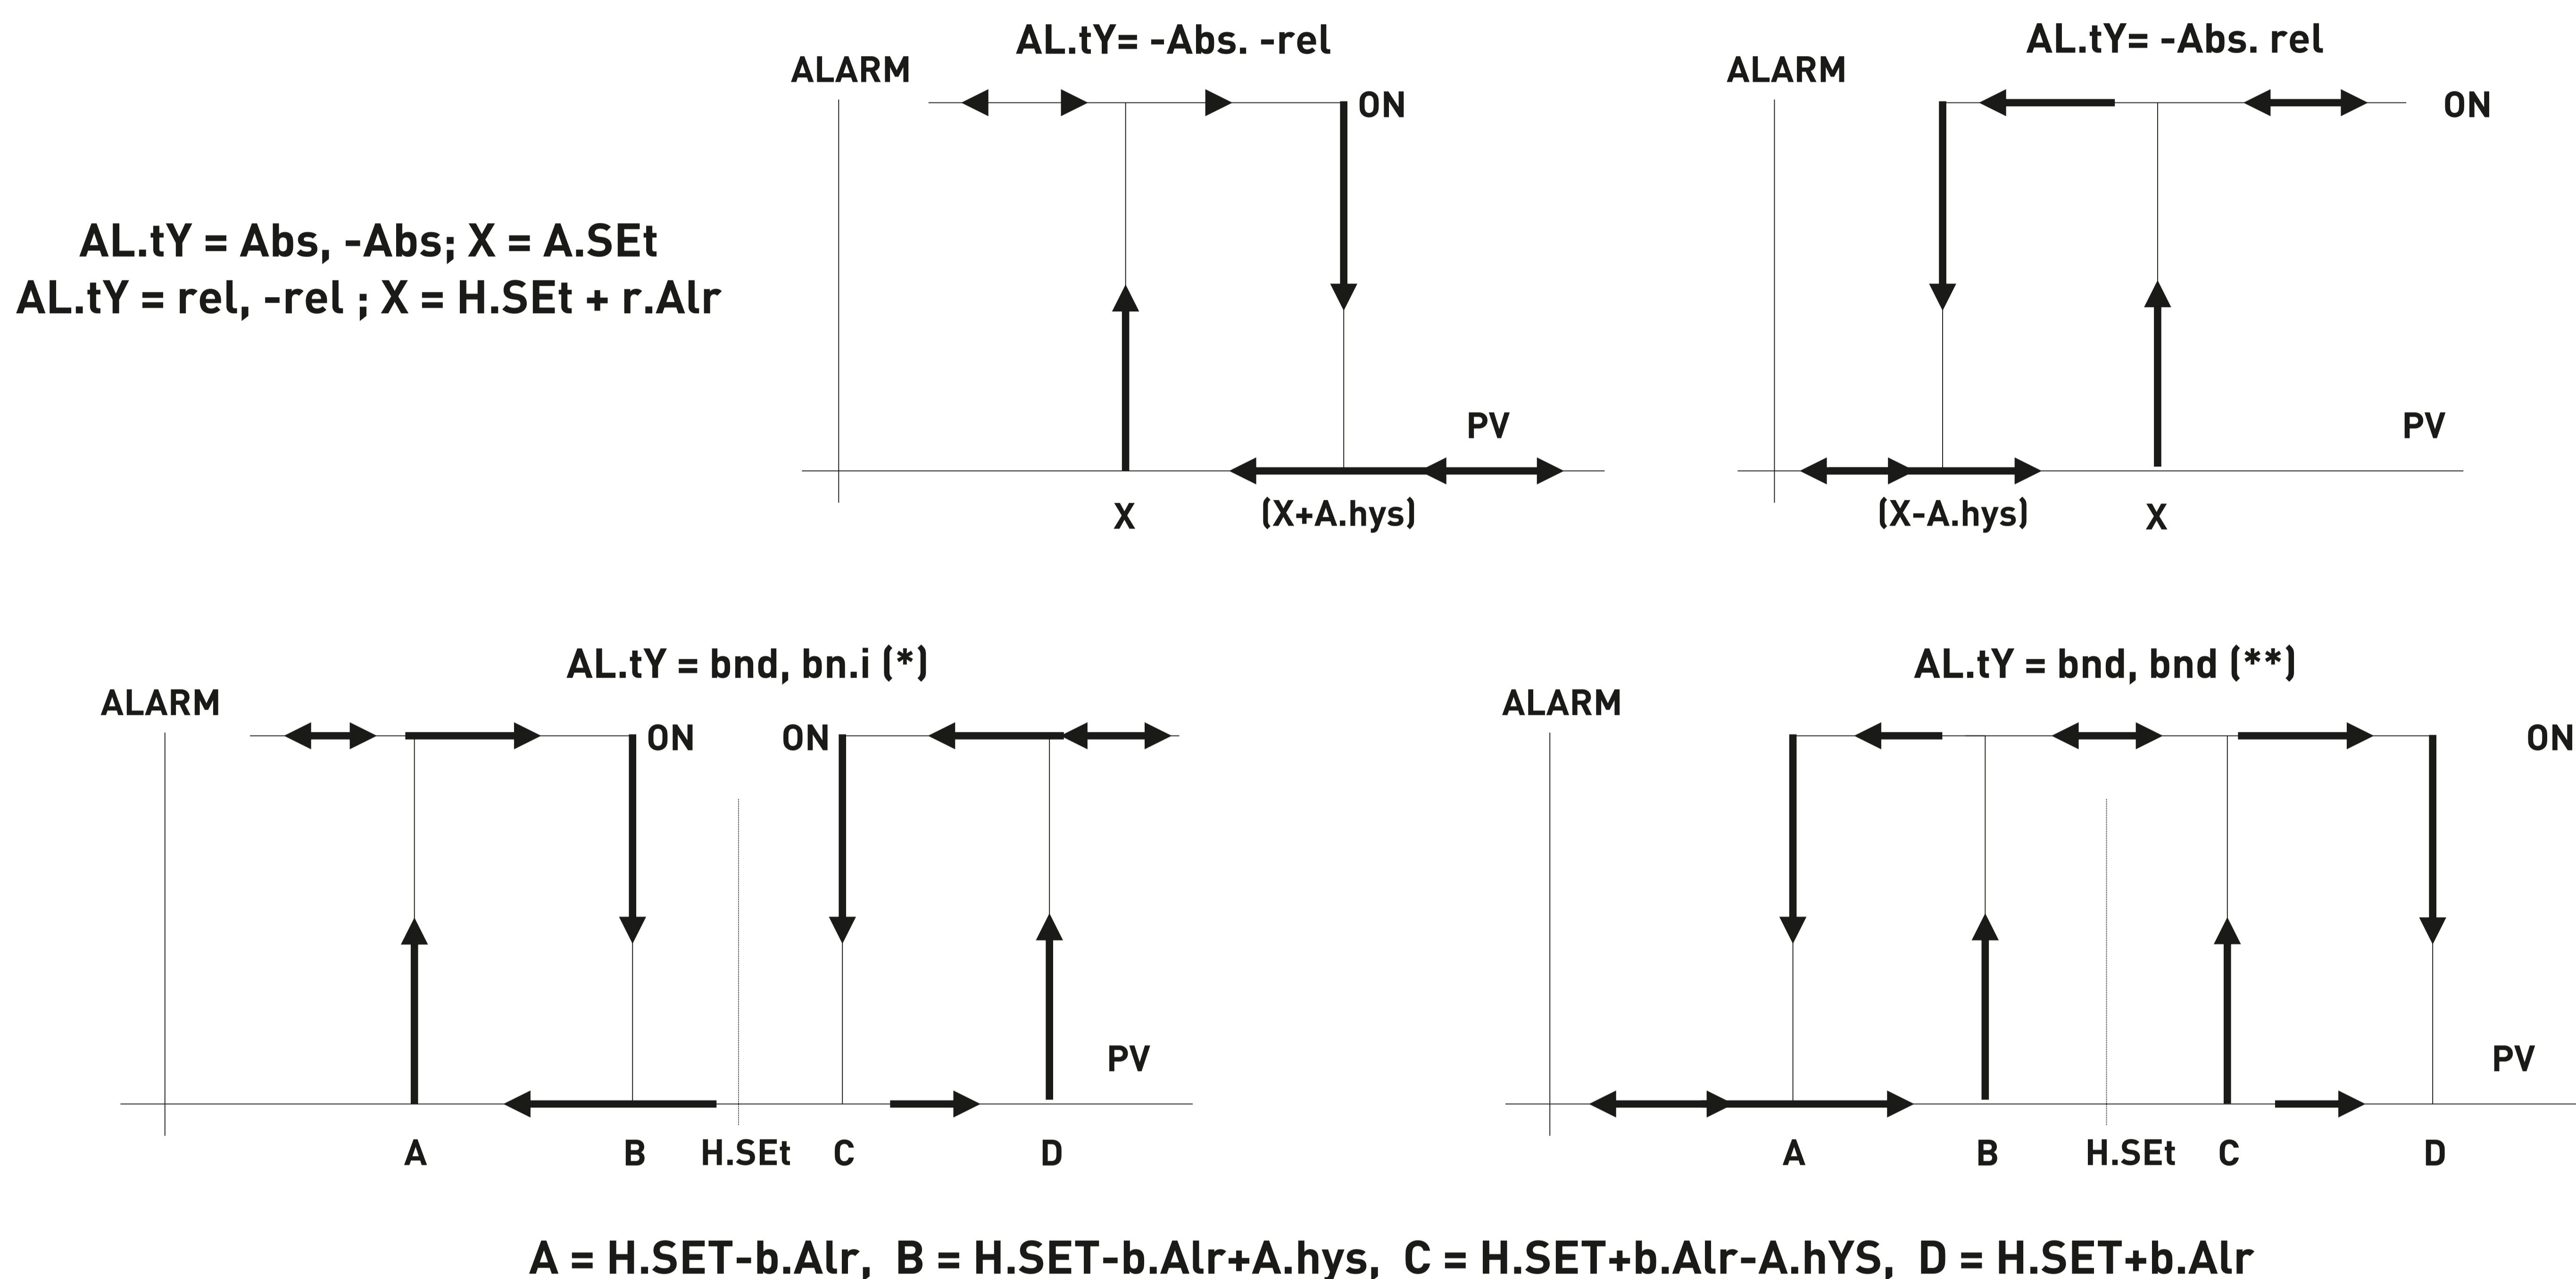 AL.tY= -Abs. -rel
ALARM
ON
PV
X
(X+A.hys)
AL.tY= -Abs. rel
ALARM
ON
PV
(X-A.hys)
X
AL.tY = Abs, -Abs; X = A.SEt
AL.tY = rel, -rel ; X = H.SEt + r.Alr
AL.tY = bnd, bn.i (*)
ALARM
ON
ON
PV
A
B
H.SEt
C
D
AL.tY = bnd, bnd (**)
ALARM
ON
PV
A
B
H.SEt
C
D
A = H.SET-b.Alr, B = H.SET-b.Alr+A.hys, C = H.SET+b.Alr-A.hYS, D = H.SET+b.Alr